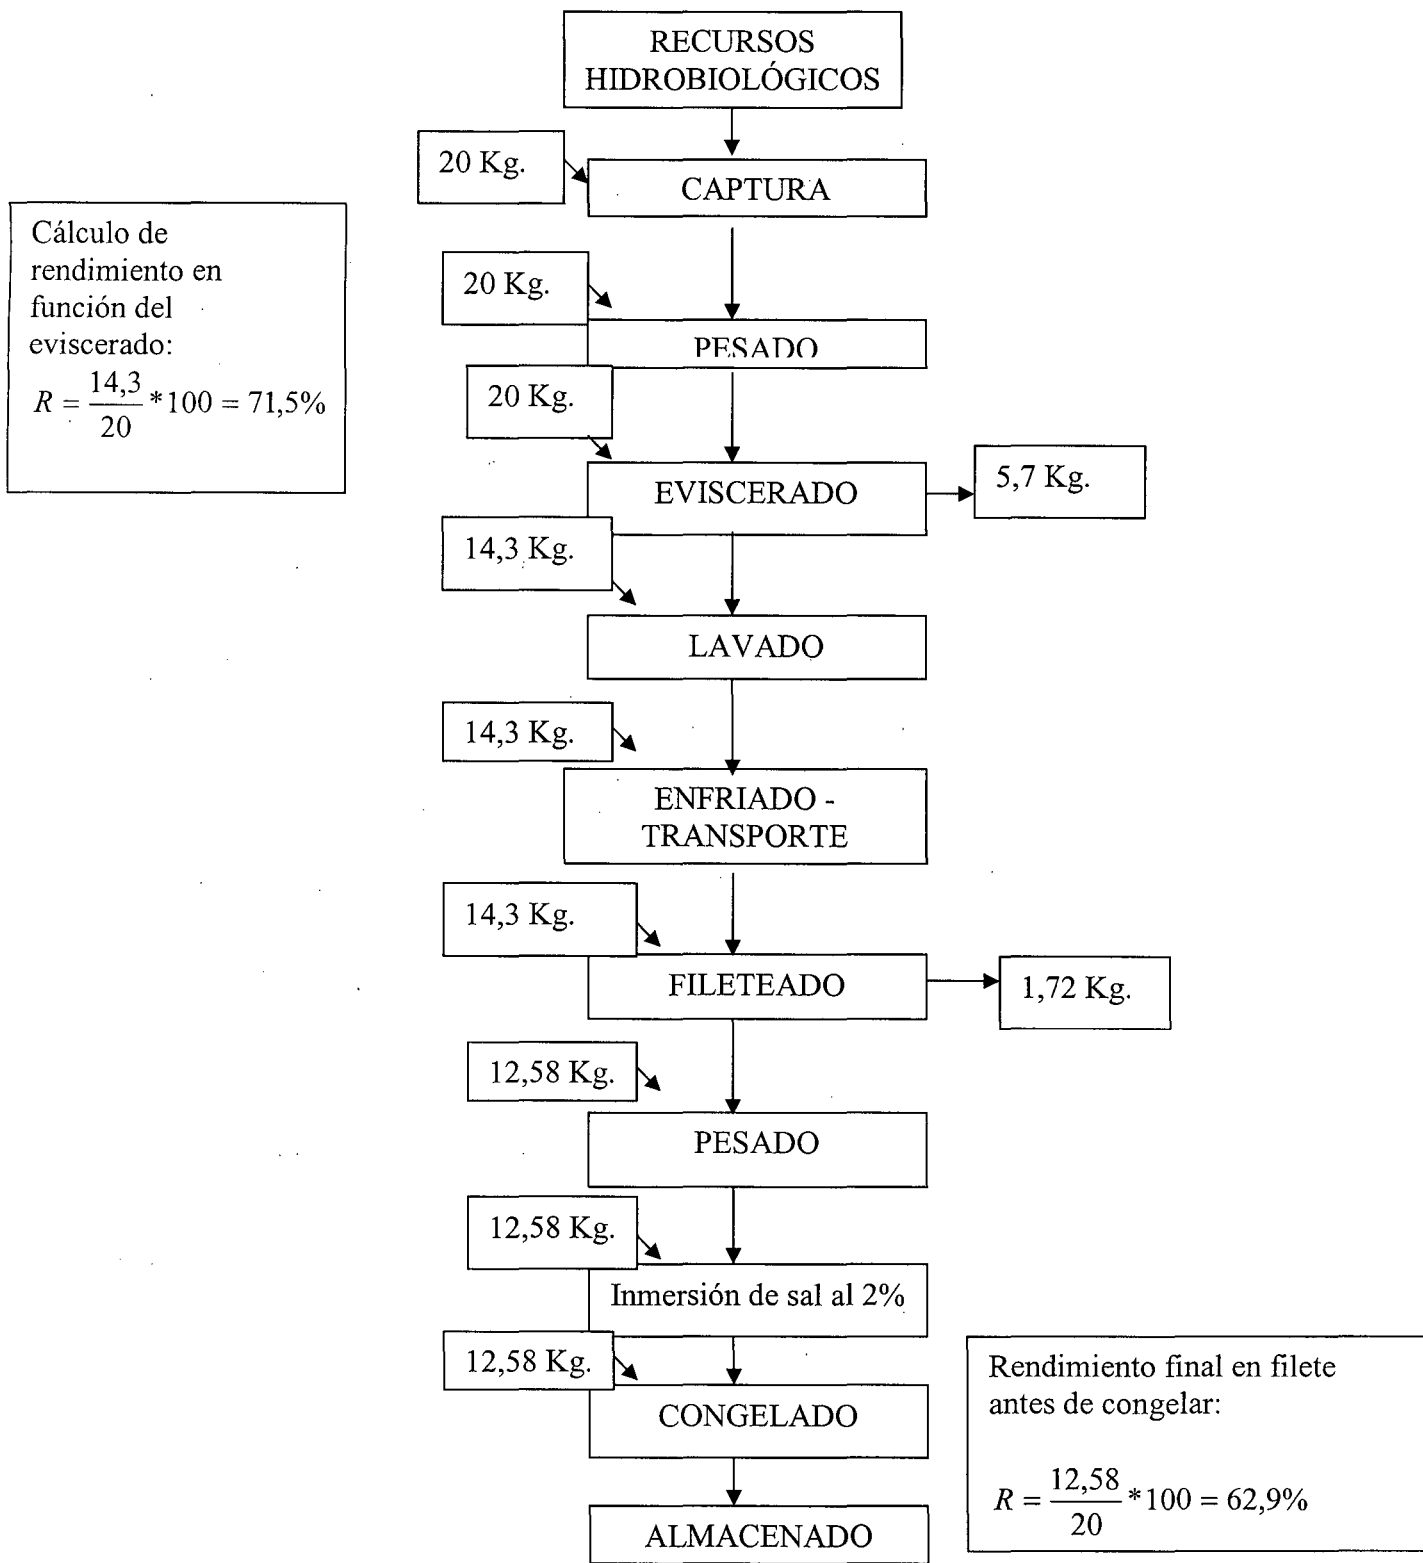 RECURSOS
HIDROBIOLÓGICOS
20 Kg.
CAPTURA
Cálculo de
rendimiento en
función del
eviscerado:
R = 14,3/20 * 100 = 71,5%
20 Kg.
PESADO
20 Kg.
EVISCERADO
5,7 Kg.
14,3 Kg.
LAVADO
14,3 Kg.
ENFRIADO -
TRANSPORTE
14,3 Kg.
FILETEADO
1,72 Kg.
12,58 Kg.
PESADO
12,58 Kg.
Inmersión de sal al 2%
12,58 Kg.
CONGELADO
Rendimiento final en filete
antes de congelar:
R = 12,58/20 * 100 = 62,9%
ALMACENADO